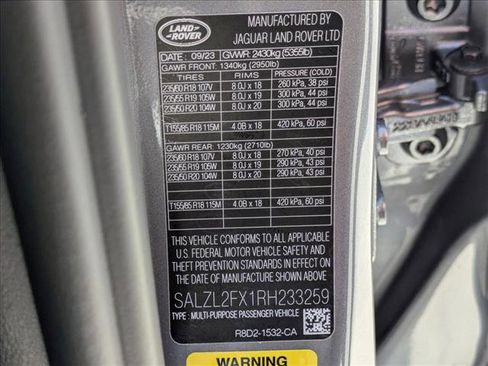 LAND
ROVER
MANUFACTURED BY
JAGUAR LAND ROVER LTD
DATE : 09/23 GVWR: 2430kg (5355lb)
GAWR FRONT: 1340kg (2950lb)
TIRES RIMS PRESSURE (COLD)
235/60 R18 107V 8.0J x 18 260 kPa, 38 psi
235/55 R19 105W 8.0J x 19 300 kPa, 44 psi
235/50 R20 104W 8.0J x 20 300 kPa, 44 psi
T155/85 R18 115M 4.0B x 18 420 kPa, 60 psi
GAWR REAR: 1230kg (2710lb)
235/60 R18 107V 8.0J x 18 270 kPa, 40 psi
235/55 R19 105W 8.0J x 19 290 kPa, 43 psi
235/50 R20 104W 8.0J x 20 290 kPa, 43 psi
T155/85 R18 115M 4.0B x 18 420 kPa, 60 psi
THIS VEHICLE CONFORMS TO ALL APPLICABLE
U.S. FEDERAL MOTOR VEHICLE SAFETY AND
THEFT PREVENTION STANDARDS IN EFFECT ON
THE DATE OF MANUFACTURE SHOWN ABOVE
SALZL2FX1RH233259
TYPE: MULTI-PURPOSE PASSENGER VEHICLE
R8D2-1532-CA
WARNING